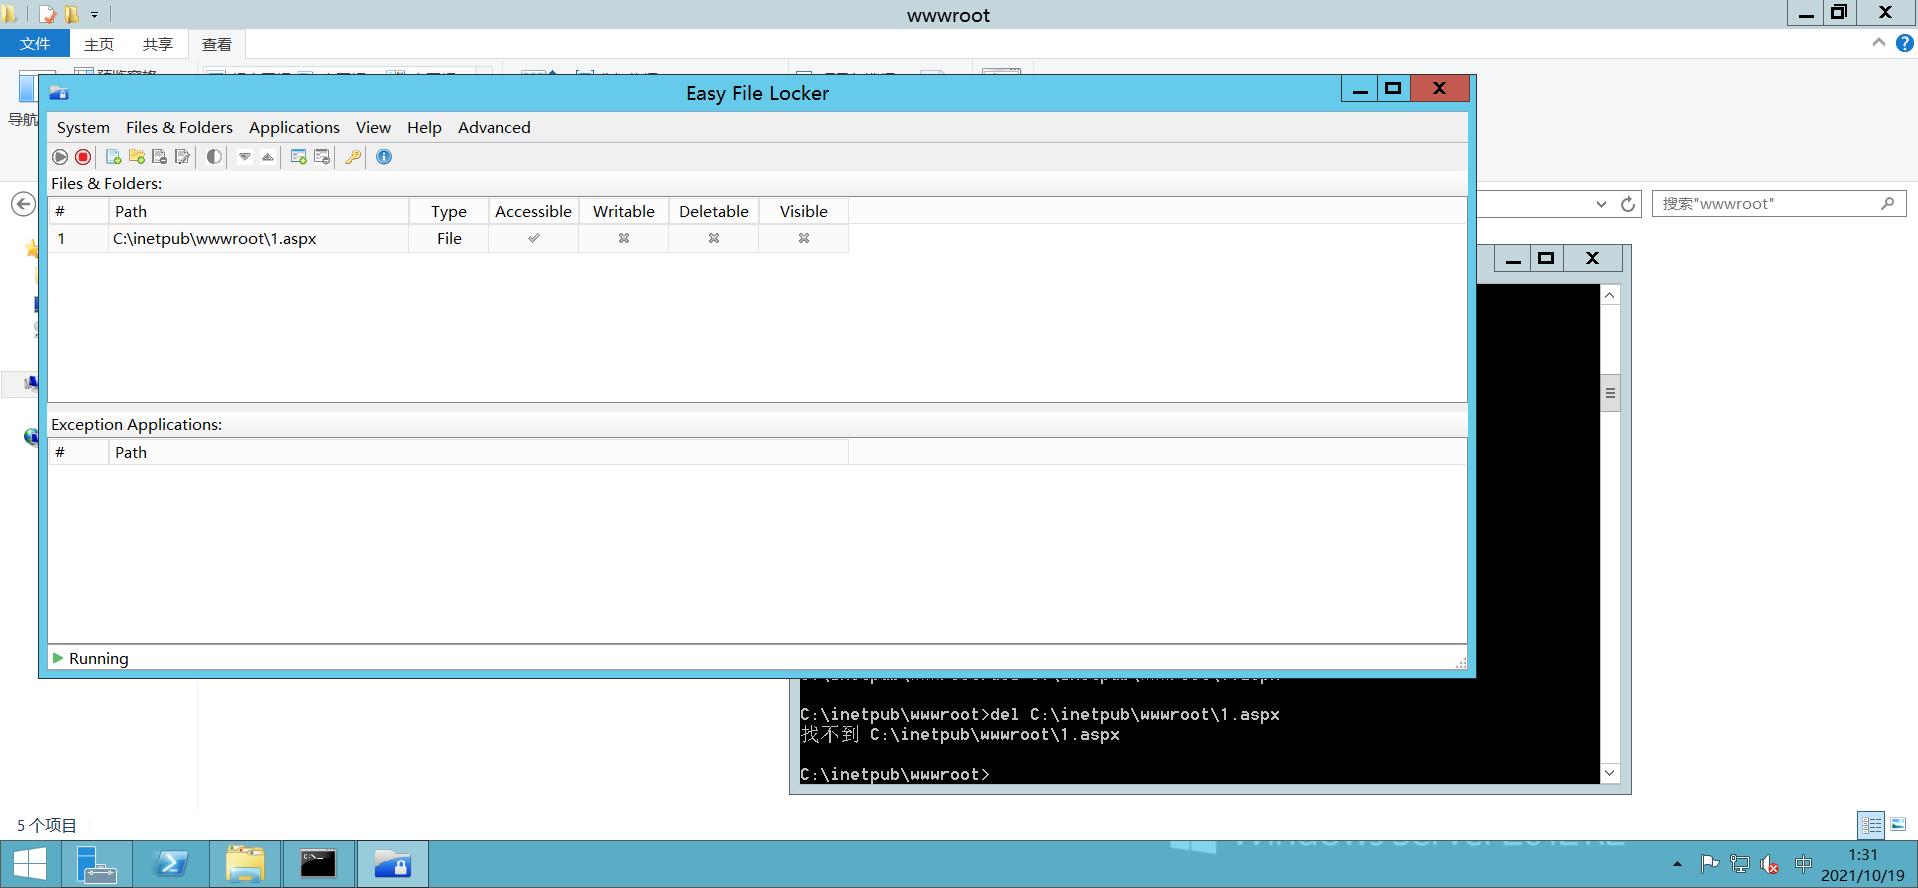 wwwroot
文件 主页 共享 查看
导航
Easy File Locker
System Files & Folders Applications View Help Advanced
Files & Folders:
# Path Type Accessible Writable Deletable Visible
1 C:\inetpub\wwwroot\1.aspx File
搜索"wwwroot"
Exception Applications:
# Path
Running
C:\inetpub\wwwroot>del C:\inetpub\wwwroot\1.aspx
找不到 C:\inetpub\wwwroot\1.aspx
C:\inetpub\wwwroot>
5 个项目
中
1:31
2021/10/19